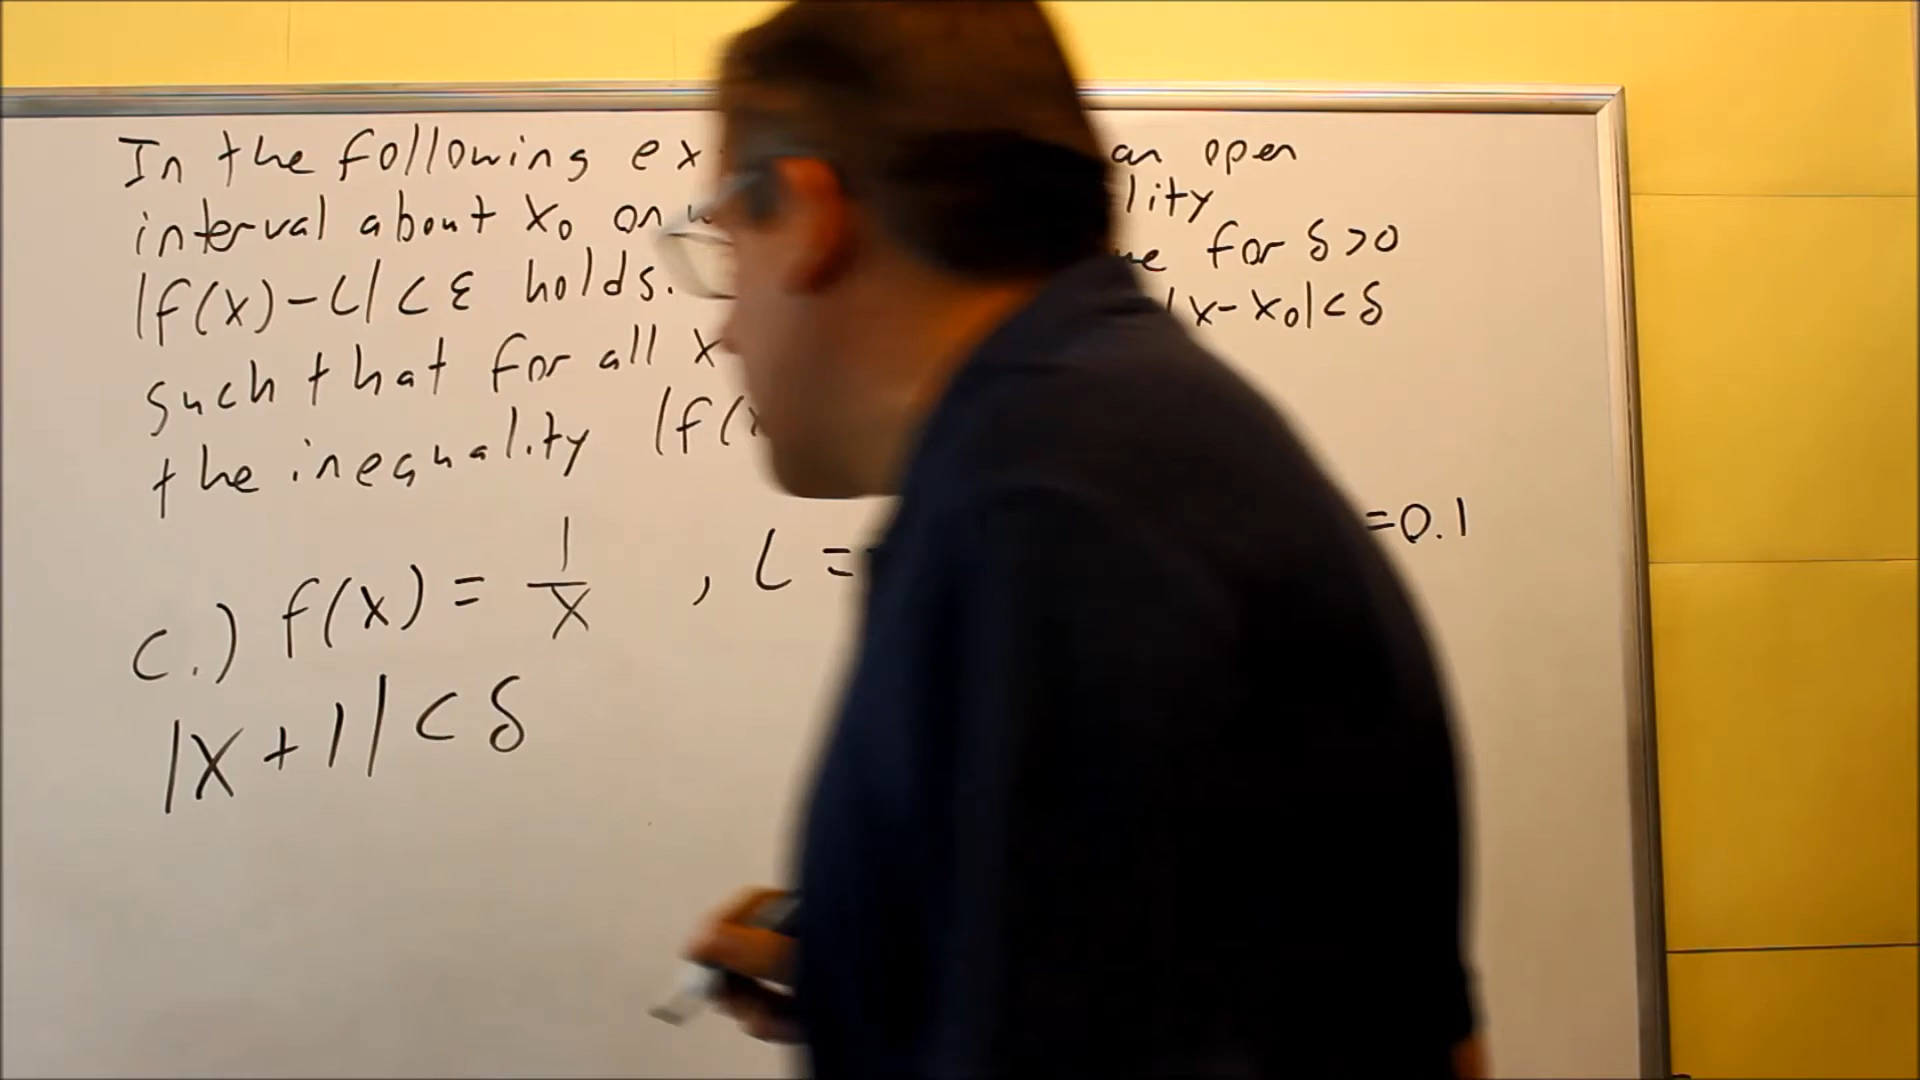 In the following ex an open
interval about x₀ on lity
|f(x)-L|<ε holds. for δ>0
such that for all x |x-x₀|<δ
the inequality |f(x
c.) f(x) = 1/x , L = =0.1
|x+1|<δ